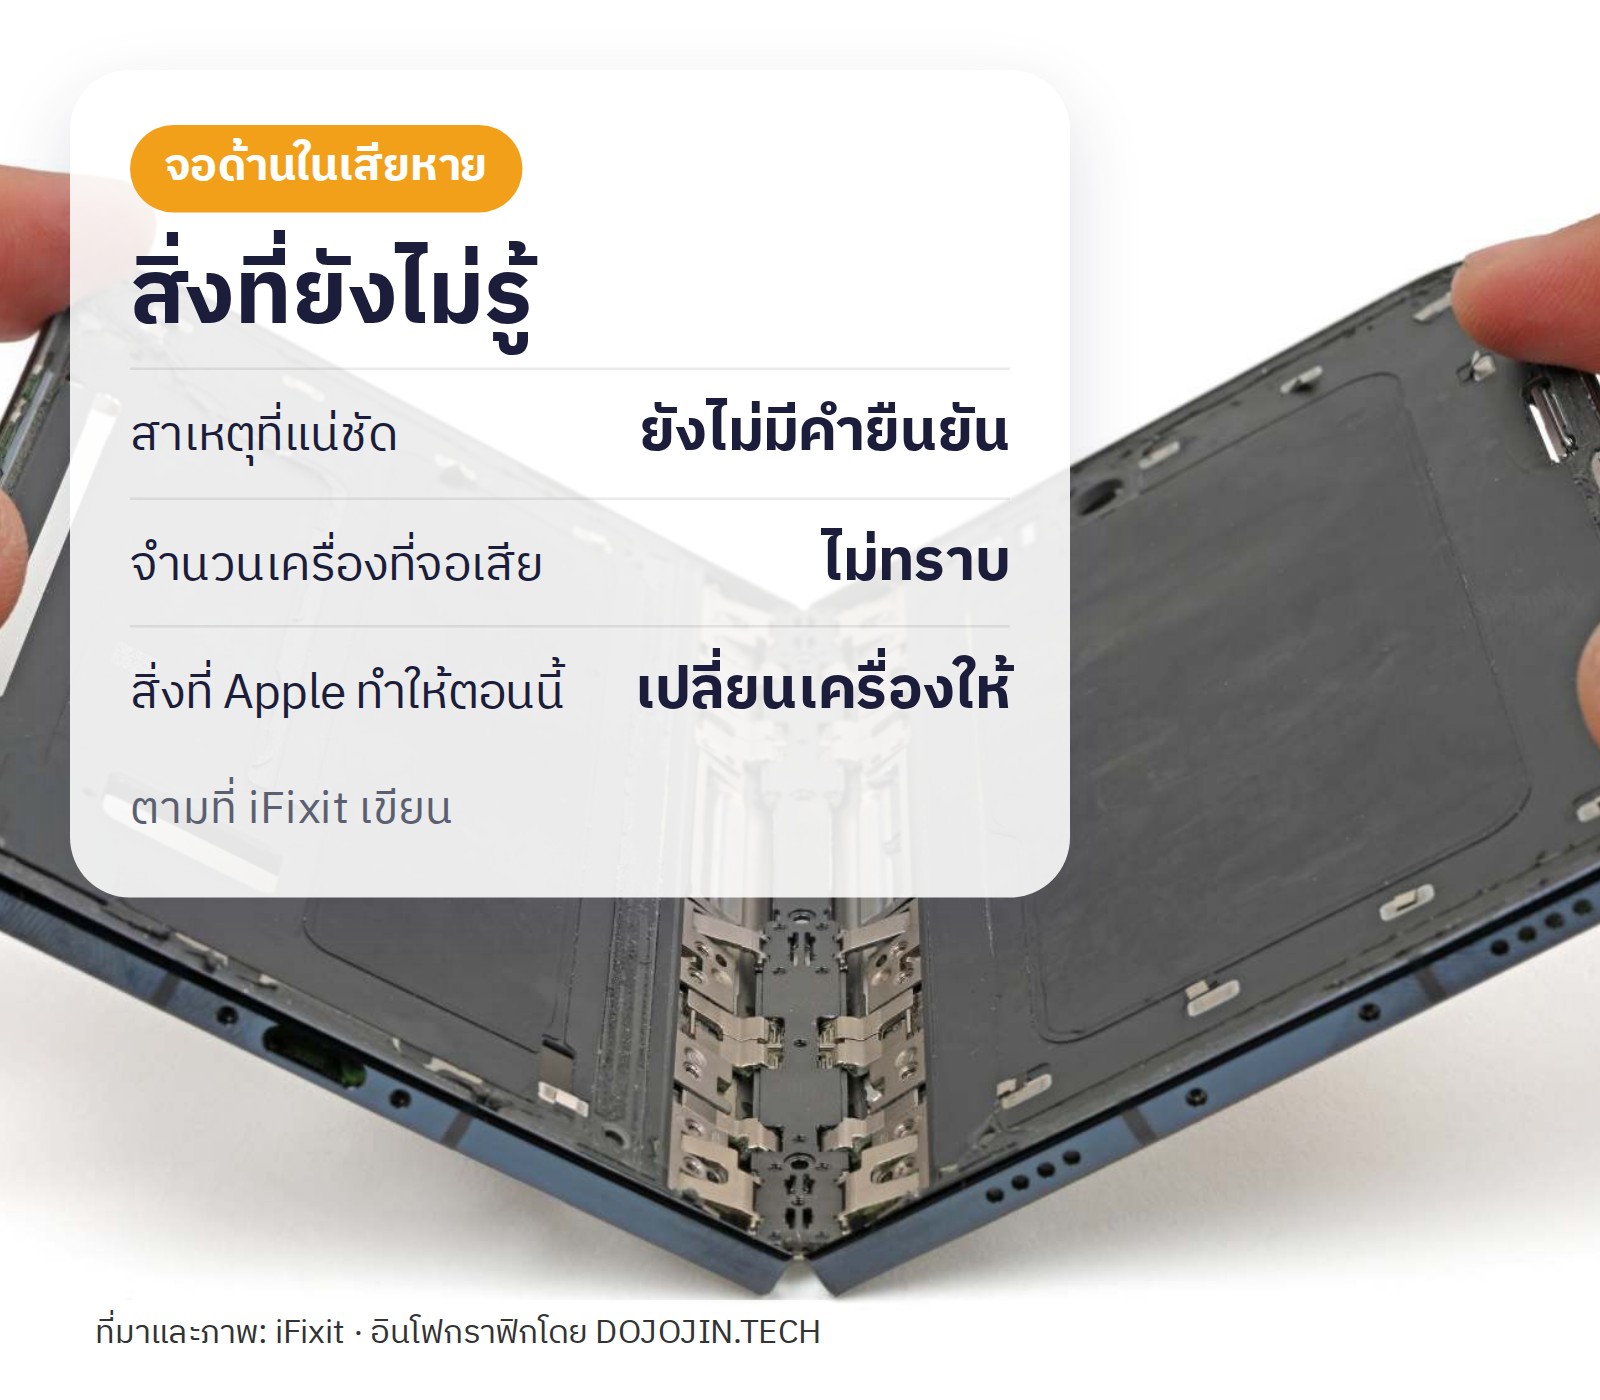 จอด้านในเสียหาย
สิ่งที่ยังไม่รู้
สาเหตุที่แน่ชัด ยังไม่มีคำยืนยัน
จำนวนเครื่องที่จอเสีย ไม่ทราบ
สิ่งที่ Apple ทำให้ตอนนี้ เปลี่ยนเครื่องให้
ตามที่ iFixit เขียน
ที่มาและภาพ: iFixit · อินโฟกราฟิกโดย DOJOJIN.TECH